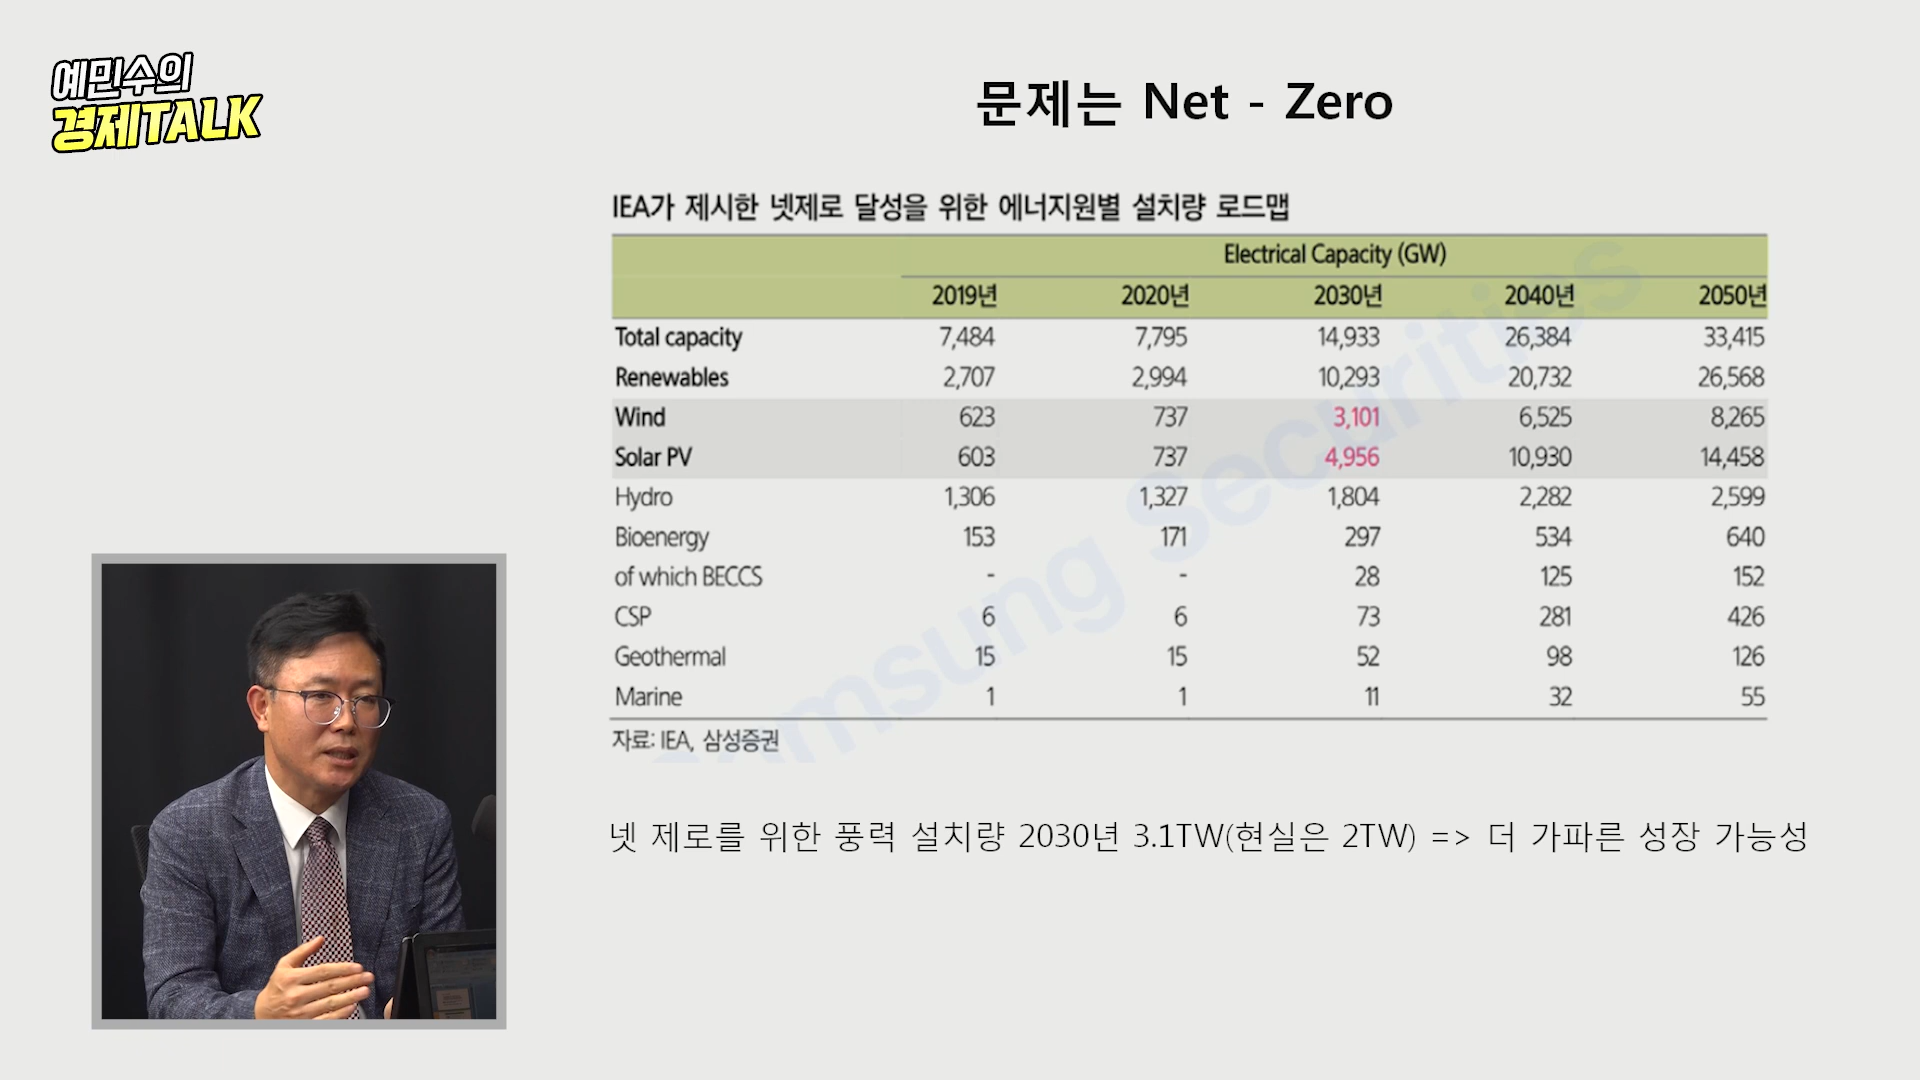 예민수의
경제TALK
문제는 Net - Zero
IEA가 제시한 넷제로 달성을 위한 에너지원별 설치량 로드맵
Electrical Capacity (GW)
2019년 2020년 2030년 2040년 2050년
Total capacity 7,484 7,795 14,933 26,384 33,415
Renewables 2,707 2,994 10,293 20,732 26,568
Wind 623 737 3,101 6,525 8,265
Solar PV 603 737 4,956 10,930 14,458
Hydro 1,306 1,327 1,804 2,282 2,599
Bioenergy 153 171 297 534 640
of which BECCS - - 28 125 152
CSP 6 6 73 281 426
Geothermal 15 15 52 98 126
Marine 1 1 11 32 55
자료: IEA, 삼성증권
Samsung Securities
넷 제로를 위한 풍력 설치량 2030년 3.1TW(현실은 2TW) => 더 가파른 성장 가능성